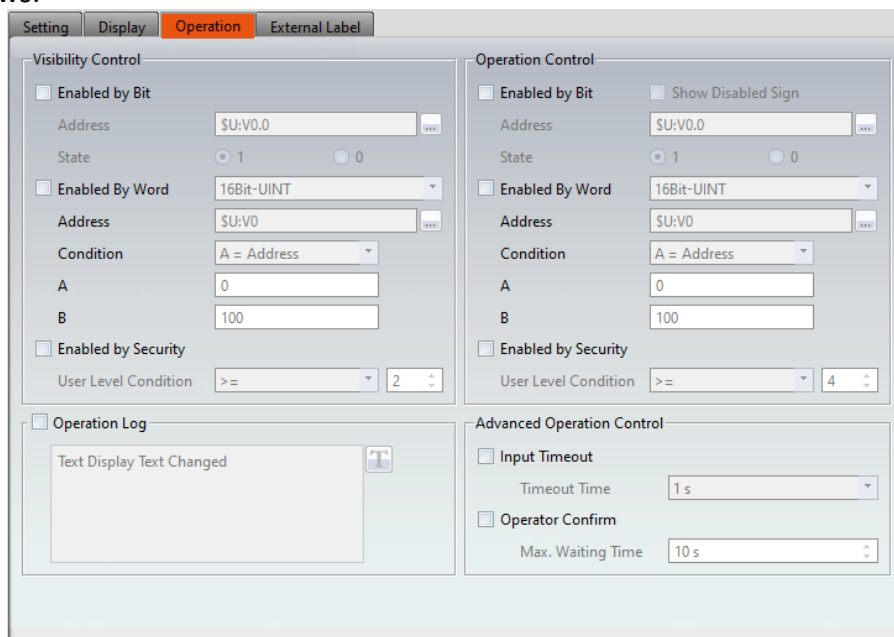 Setting Display Operation External Label
Visibility Control
Enabled by Bit
Address $U:V0.0 ...
State 1 0
Enabled By Word 16Bit-UINT
Address $U:V0 ...
Condition A = Address
A 0
B 100
Enabled by Security
User Level Condition >= 2
Operation Control
Enabled by Bit Show Disabled Sign
Address $U:V0.0 ...
State 1 0
Enabled By Word 16Bit-UINT
Address $U:V0 ...
Condition A = Address
A 0
B 100
Enabled by Security
User Level Condition >= 4
Operation Log
Text Display Text Changed T
Advanced Operation Control
Input Timeout
Timeout Time 1 s
Operator Confirm
Max. Waiting Time 10 s